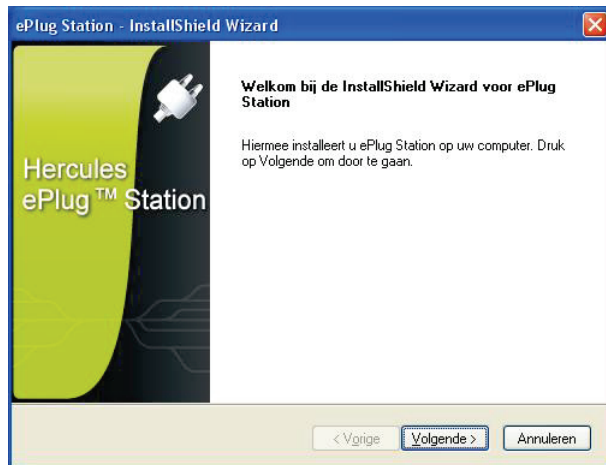 ePlug Station - InstallShield Wizard
Hercules
ePlug™ Station
Welkom bij de InstallShield Wizard voor ePlug
Station
Hiermee installeert u ePlug Station op uw computer. Druk
op Volgende om door te gaan.
< Vorige
Volgende >
Annuleren